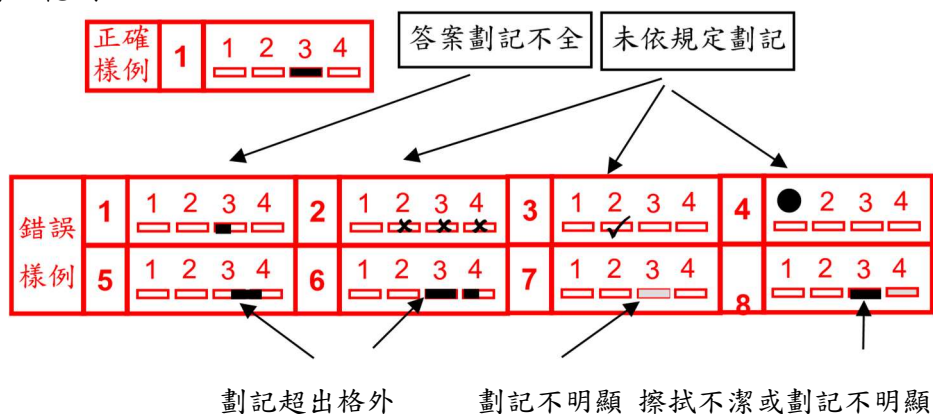 正確樣例 1 1 2 3 4
答案劃記不全 未依規定劃記
錯誤樣例
1 1 2 3 4 2 1 2 3 4 3 1 2 3 4 4 2 3 4
5 1 2 3 4 6 1 2 3 4 7 1 2 3 4 8 1 2 3 4
劃記超出格外 劃記不明顯 擦拭不潔或劃記不明顯